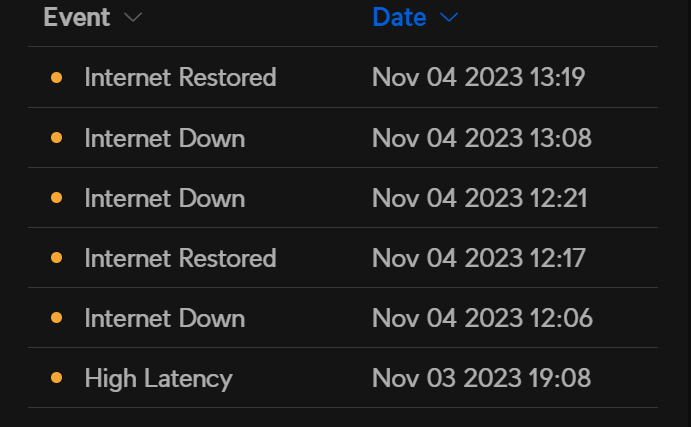 Event Date
Internet Restored Nov 04 2023 13:19
Internet Down Nov 04 2023 13:08
Internet Down Nov 04 2023 12:21
Internet Restored Nov 04 2023 12:17
Internet Down Nov 04 2023 12:06
High Latency Nov 03 2023 19:08